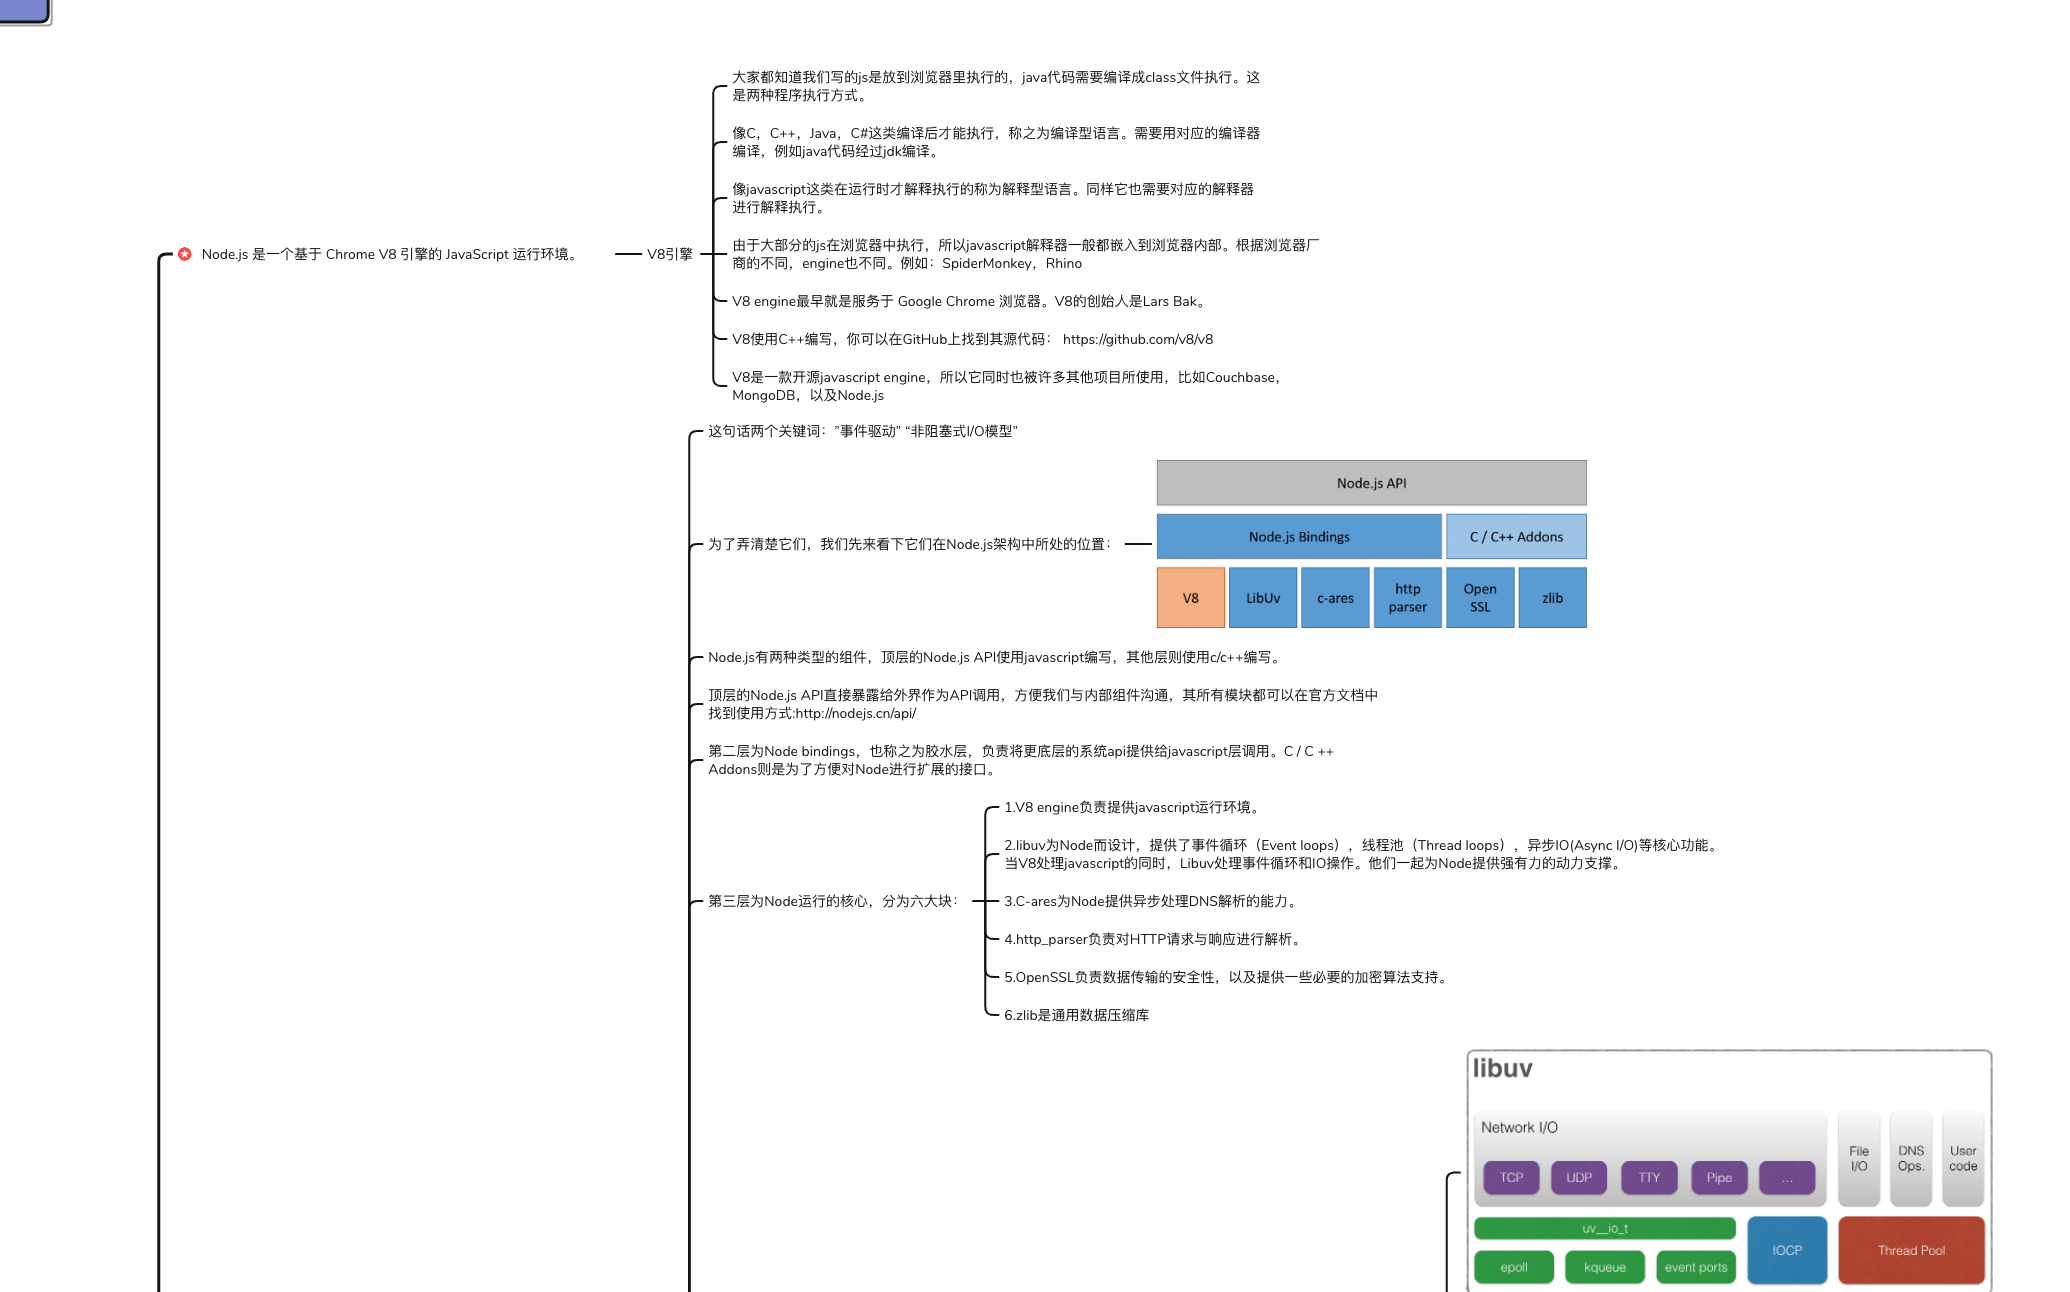 大家都知道我们写的js是放到浏览器里执行的，java代码需要编译成class文件执行。这
是两种程序执行方式。
像C，C++，Java，C#这类编译后才能执行，称之为编译型语言。需要用对应的编译器
编译，例如java代码经过jdk编译。
像javascript这类在运行时才解释执行的称为解释型语言。同样它也需要对应的解释器
进行解释执行。
Node.js 是一个基于 Chrome V8 引擎的 JavaScript 运行环境。
V8引擎
由于大部分的js在浏览器中执行，所以javascript解释器一般都嵌入到浏览器内部。根据浏览器厂
商的不同，engine也不同。例如：SpiderMonkey，Rhino
V8 engine最早就是服务于 Google Chrome 浏览器。V8的创始人是Lars Bak。
V8使用C++编写，你可以在GitHub上找到其源代码： https://github.com/v8/v8
V8是一款开源javascript engine，所以它同时也被许多其他项目所使用，比如Couchbase，
MongoDB，以及Node.js
这句话两个关键词：”事件驱动” “非阻塞式I/O模型”
为了弄清楚它们，我们先来看下它们在Node.js架构中所处的位置：
Node.js API
Node.js Bindings
C / C++ Addons
V8
LibUv
c-ares
http
parser
Open
SSL
zlib
Node.js有两种类型的组件，顶层的Node.js API使用javascript编写，其他层则使用c/c++编写。
顶层的Node.js API直接暴露给外界作为API调用，方便我们与内部组件沟通，其所有模块都可以在官方文档中
找到使用方式:http://nodejs.cn/api/
第二层为Node bindings，也称之为胶水层，负责将更底层的系统api提供给javascript层调用。C / C ++
Addons则是为了方便对Node进行扩展的接口。
第三层为Node运行的核心，分为六大块：
1.V8 engine负责提供javascript运行环境。
2.libuv为Node而设计，提供了事件循环（Event loops），线程池（Thread loops），异步IO(Async I/O)等核心功能。
当V8处理javascript的同时，Libuv处理事件循环和IO操作。他们一起为Node提供强有力的动力支撑。
3.C-ares为Node提供异步处理DNS解析的能力。
4.http_parser负责对HTTP请求与响应进行解析。
5.OpenSSL负责数据传输的安全性，以及提供一些必要的加密算法支持。
6.zlib是通用数据压缩库
libuv
Network I/O
TCP
UDP
TTY
Pipe
...
File
I/O
DNS
Ops.
User
code
uv__io_t
epoll
kqueue
event ports
IOCP
Thread Pool